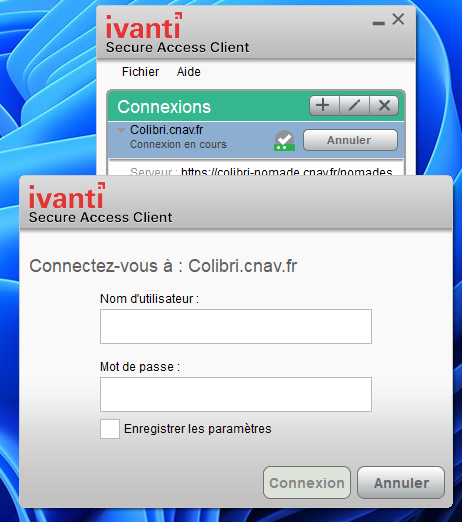 ivanti
Secure Access Client
Fichier Aide
Connexions
Colibri.cnav.fr
Connexion en cours
Annuler
Serveur : https://colibri-nomade.cnav.fr/nomades
ivanti
Secure Access Client
Connectez-vous à : Colibri.cnav.fr
Nom d'utilisateur :
Mot de passe :
Enregistrer les paramètres
Connexion Annuler